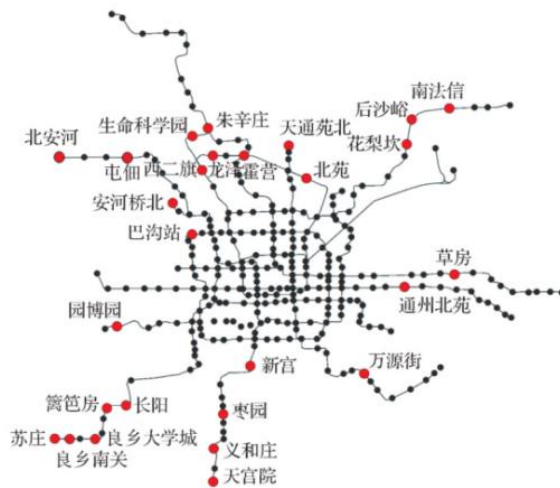 南法信
后沙峪
生命科学园
朱辛庄
天通苑北
花梨坎
北安河
屯佃
西二旗
龙泽
霍营
北苑
安河桥北
巴沟站
草房
通州北苑
园博园
新宫
万源街
篱笆房
长阳
枣园
苏庄
良乡大学城
义和庄
良乡南关
天宫院